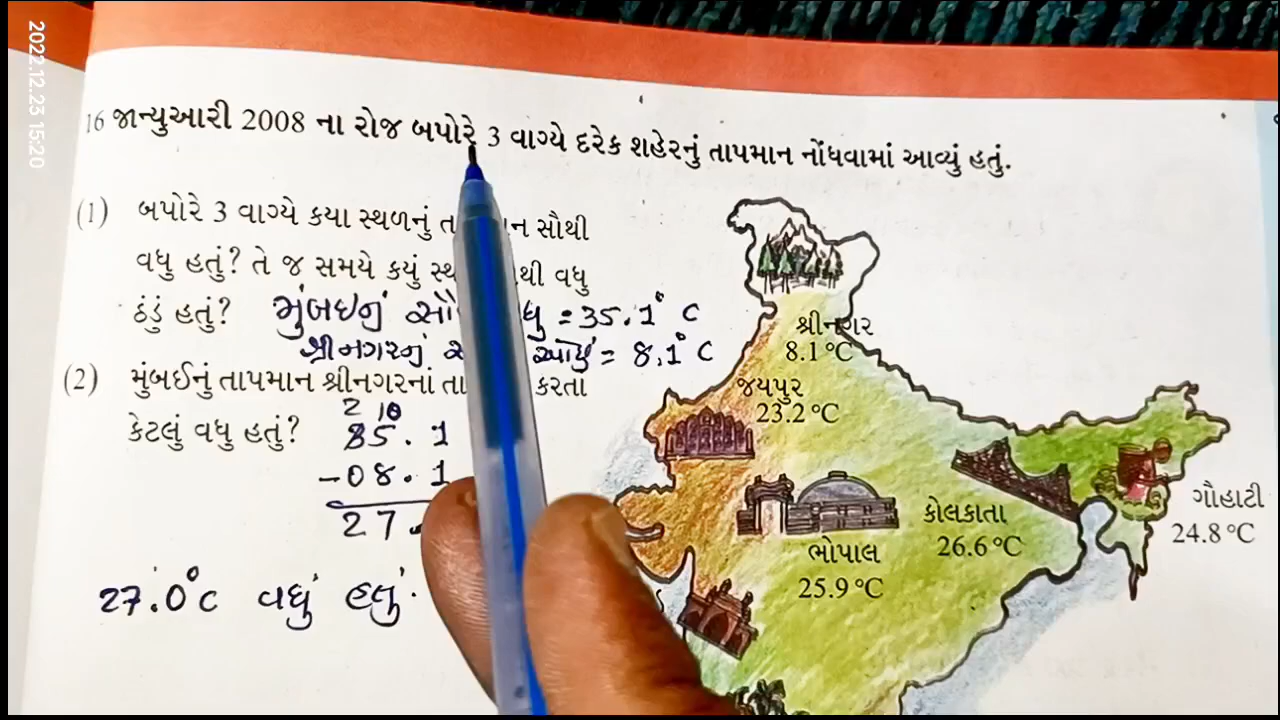 2022.12.23 15:20
16 જાન્યુઆરી 2008 ના રોજ બપોરે 3 વાગ્યે દરેક શહેરનું તાપમાન નોંધવામાં આવ્યું હતું.
(1) બપોરે 3 વાગ્યે કયા સ્થળનું સૌથી
વધુ હતું? તે જ સમયે કયું વધુ
ઠંડું હતું? મુંબઇનું = 35.1° C
શ્રીનગરનું = 8.1° C
(2) મુંબઈનું તાપમાન શ્રીનગરનાં કરતા
કેટલું વધુ હતું?
2 10
35.1
-08.1
27.
27.0°C વધું હતું.
શ્રીનગર
8.1 °C
જયપુર
23.2 °C
કોલકાતા
26.6 °C
ગૌહાટી
24.8 °C
ભોપાલ
25.9 °C